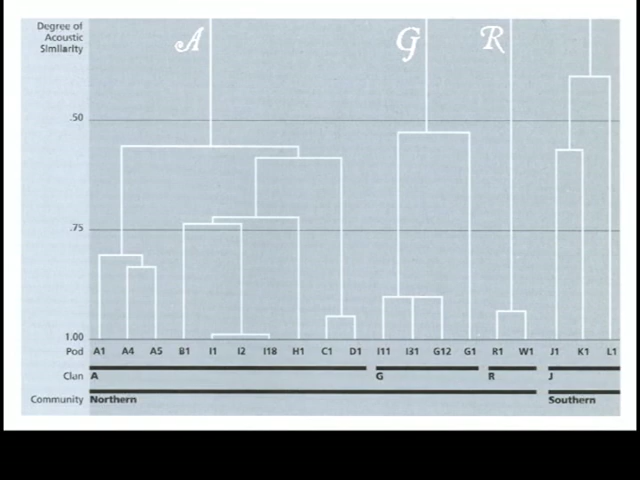 Degree of
Acoustic
Similarity
A G R
.50
.75
1.00
Pod A1 A4 A5 B1 I1 I2 I18 H1 C1 D1 I11 I31 G12 G1 R1 W1 J1 K1 L1
Clan A G R J
Community Northern Southern